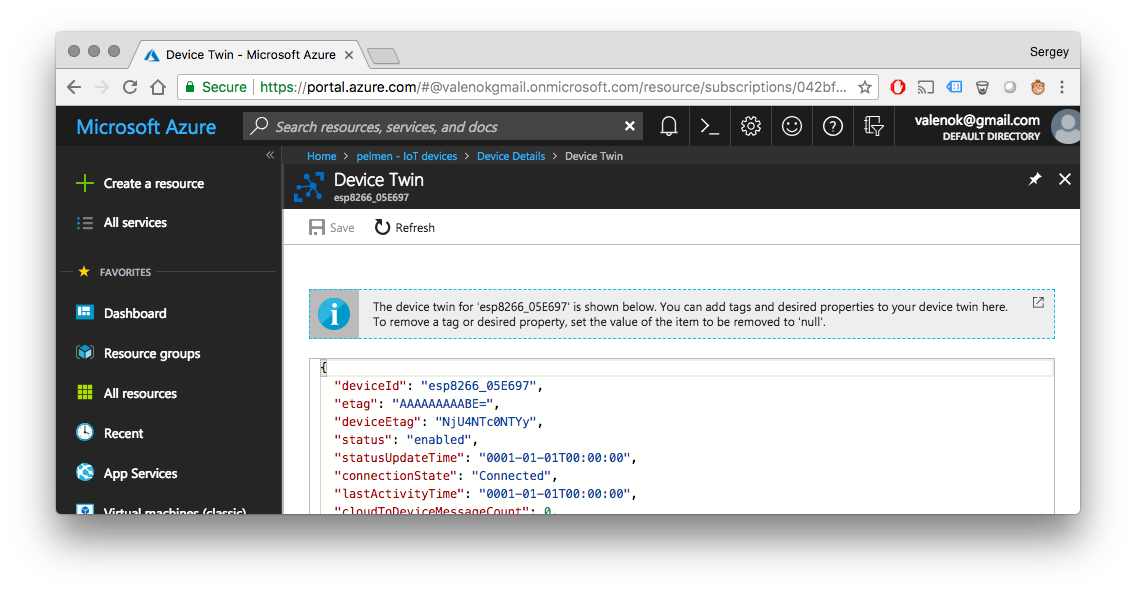 Device Twin - Microsoft Azure
Sergey
Secure https://portal.azure.com/#@valenokgmail.onmicrosoft.com/resource/subscriptions/042bf...
Microsoft Azure
Search resources, services, and docs
valenok@gmail.com
DEFAULT DIRECTORY
Home > pelmen - IoT devices > Device Details > Device Twin
Device Twin
esp8266_05E697
Create a resource
All services
FAVORITES
Dashboard
Resource groups
All resources
Recent
App Services
Virtual machines (classic)
Save Refresh
The device twin for 'esp8266_05E697' is shown below. You can add tags and desired properties to your device twin here.
To remove a tag or desired property, set the value of the item to be removed to 'null'.
{
"deviceId": "esp8266_05E697",
"etag": "AAAAAAAAABE=",
"deviceEtag": "NjU4NTc0NTYy",
"status": "enabled",
"statusUpdateTime": "0001-01-01T00:00:00",
"connectionState": "Connected",
"lastActivityTime": "0001-01-01T00:00:00",
"cloudToDeviceMessageCount": 0,